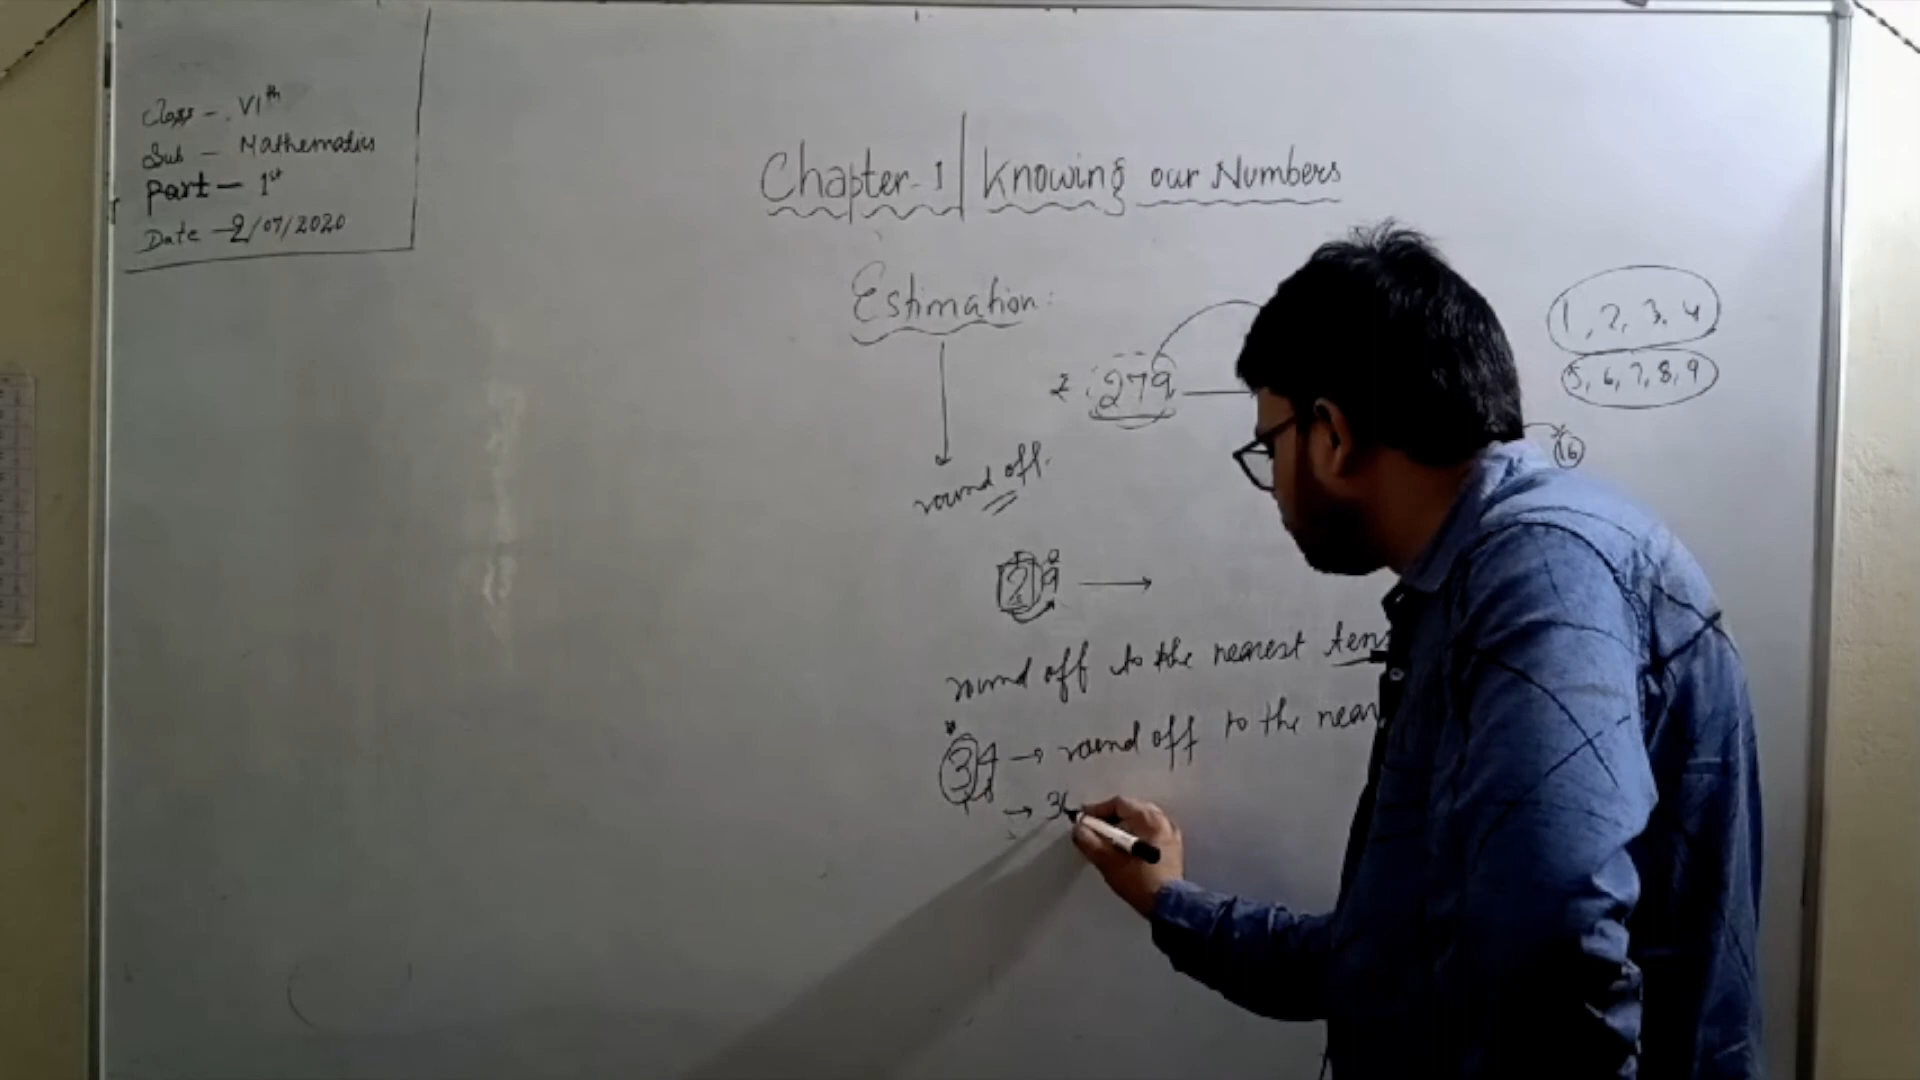 Class - VIth
Sub - Mathematics
Part - 1st
Date - 2/07/2020
Chapter-1 | Knowing our Numbers
Estimation:
279
1, 2, 3, 4
5, 6, 7, 8, 9
16
round off.
29 →
round off to the nearest tens
34 → round off to the near
→ 3